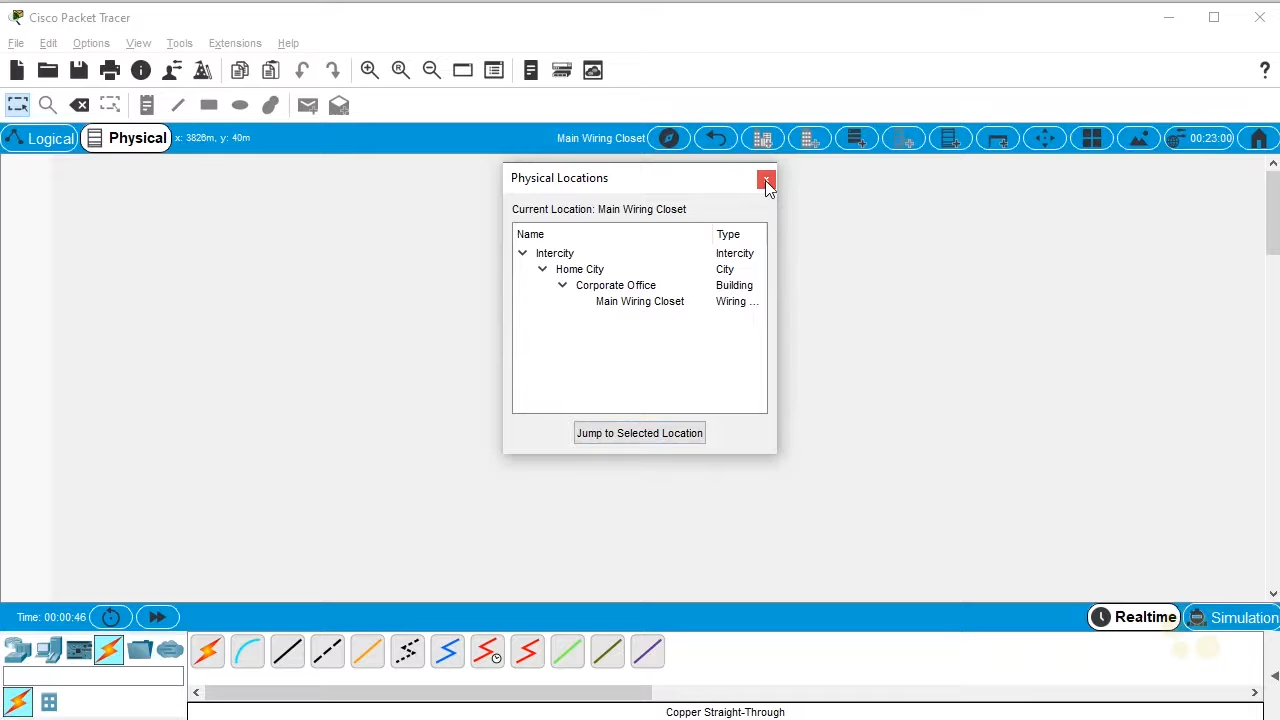 Cisco Packet Tracer
File Edit Options View Tools Extensions Help
Logical Physical x: 3826m, y: 40m Main Wiring Closet 00:23:00
Physical Locations
Current Location: Main Wiring Closet
Name Type
Intercity Intercity
Home City City
Corporate Office Building
Main Wiring Closet Wiring ...
Jump to Selected Location
Time: 00:00:46 Realtime Simulation
Copper Straight-Through